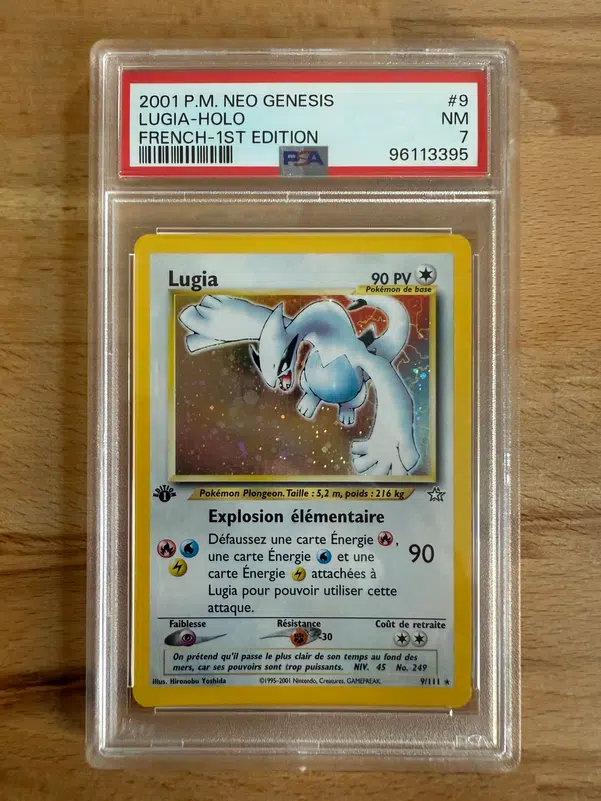 2001 P.M. NEO GENESIS #9
LUGIA-HOLO NM
FRENCH-1ST EDITION 7
PSA 96113395
Lugia 90 PV
Pokémon de base
EDITION 1
Pokémon Plongeon. Taille : 5,2 m, poids : 216 kg
Explosion élémentaire
Défaussez une carte Énergie ,
une carte Énergie et une
carte Énergie attachées à
Lugia pour pouvoir utiliser cette
attaque.
90
Faiblesse Résistance Coût de retraite
-30
On prétend qu'il passe le plus clair de son temps au fond des
mers, car ses pouvoirs sont trop puissants. NIV. 45 No. 249
Illus. Hironobu Yoshida ©1995-2001 Nintendo, Creatures, GAMEFREAK. 9/111
PSA